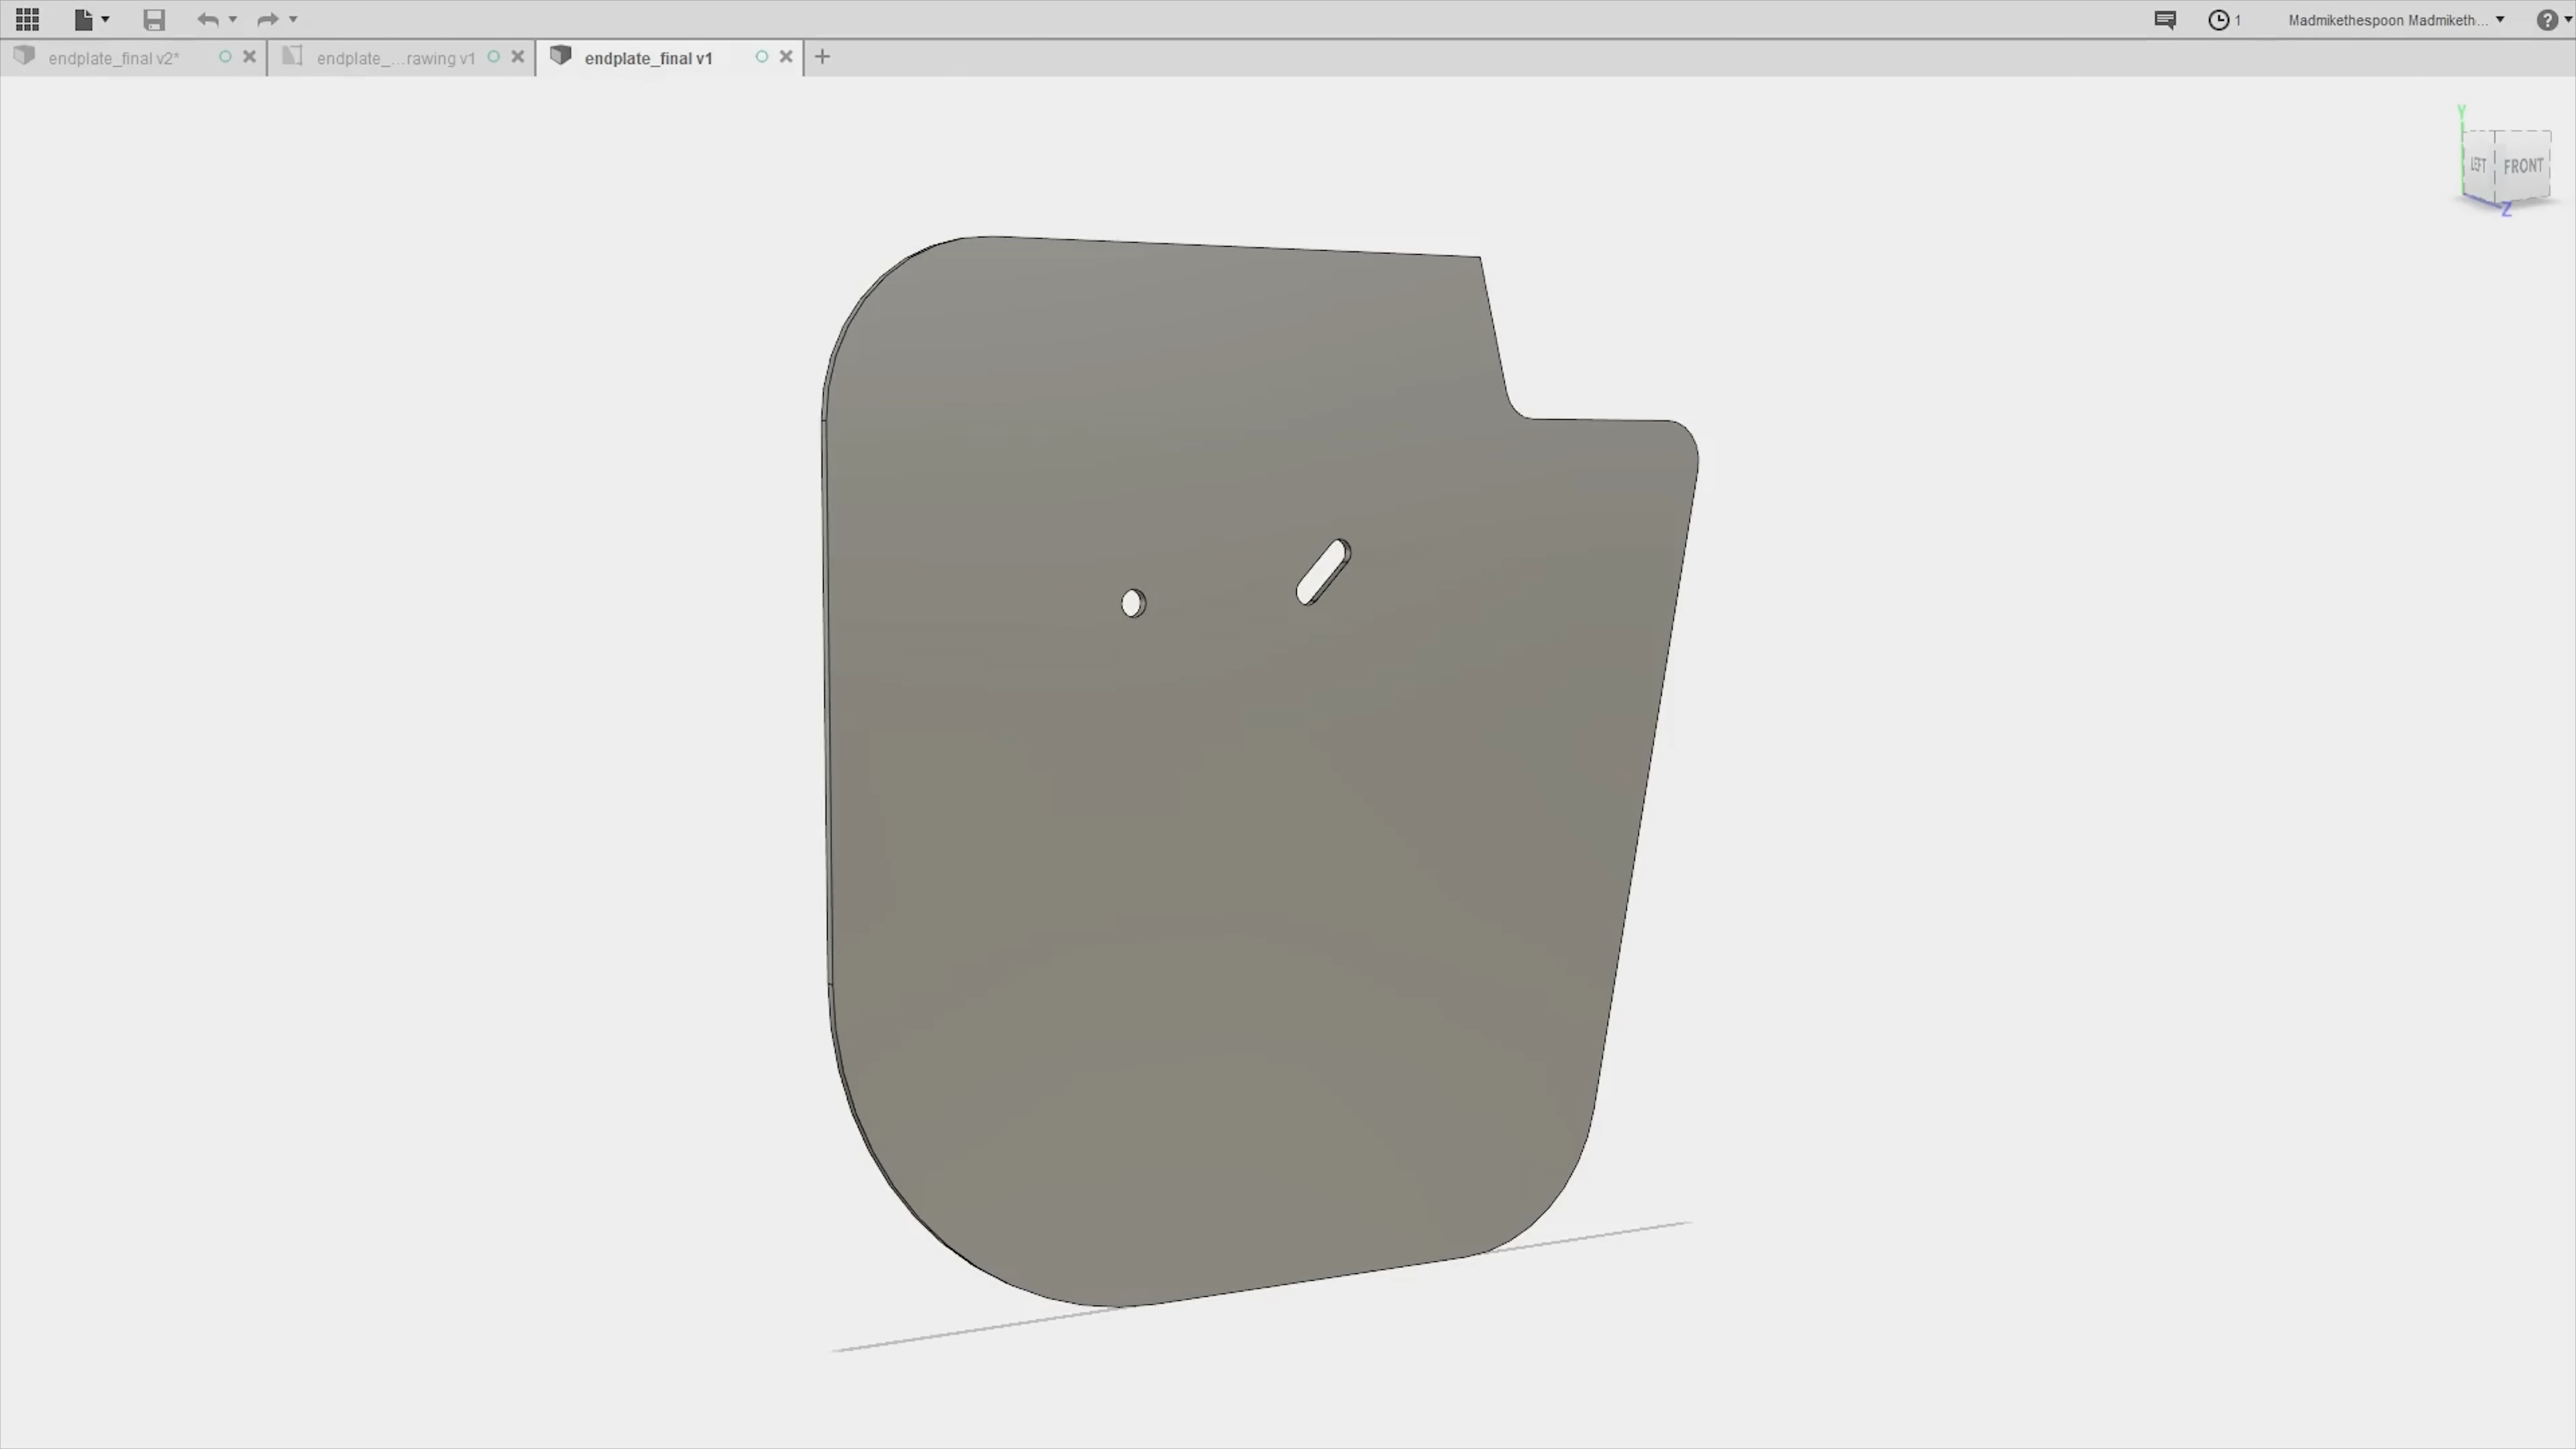 1
Madmikethespoon Madmiketh...
?
endplate_final v2*
endplate_...rawing v1
endplate_final v1
+
Y
LEFT
FRONT
Z